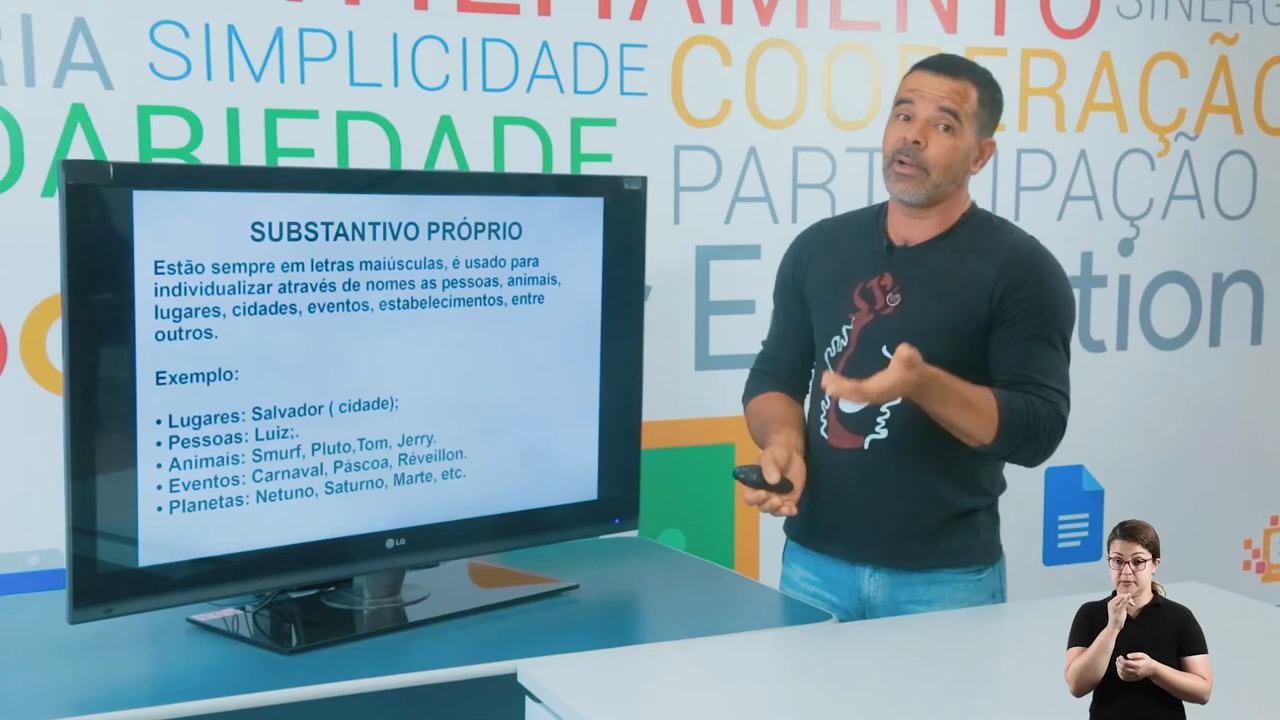 SIMPLICIDADE
COOPERAÇÃO
PARTICIPAÇÃO
SUBSTANTIVO PRÓPRIO
Estão sempre em letras maiúsculas, é usado para
individualizar através de nomes as pessoas, animais,
lugares, cidades, eventos, estabelecimentos, entre
outros.
Exemplo:
• Lugares: Salvador ( cidade);
• Pessoas: Luiz;.
• Animais: Smurf, Pluto,Tom, Jerry.
• Eventos: Carnaval, Páscoa, Réveillon.
• Planetas: Netuno, Saturno, Marte, etc.
LG